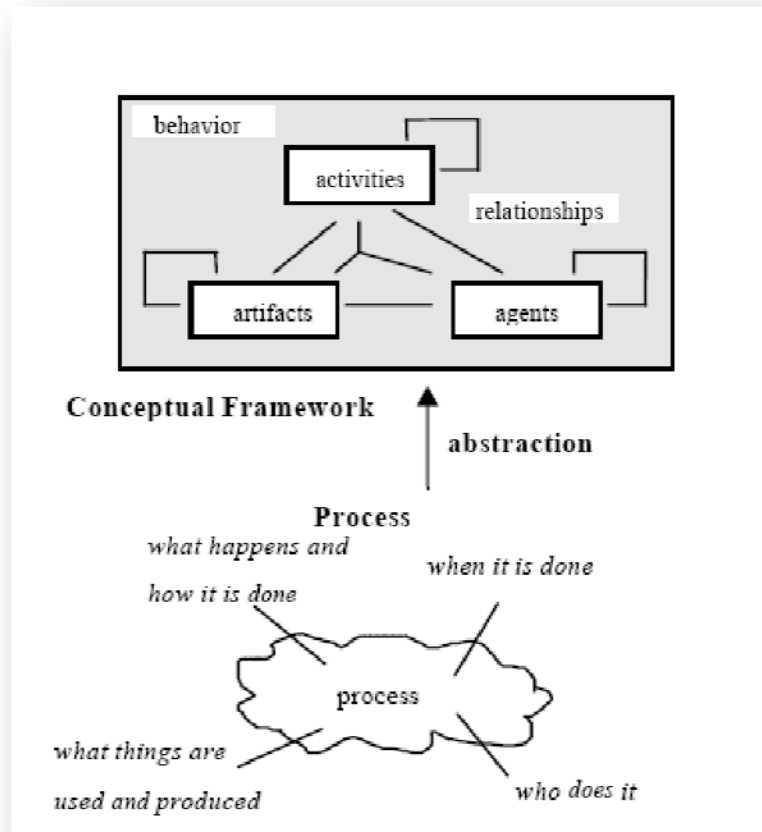 behavior
activities
relationships
artifacts
agents
Conceptual Framework
abstraction
Process
what happens and
how it is done
when it is done
process
what things are
used and produced
who does it